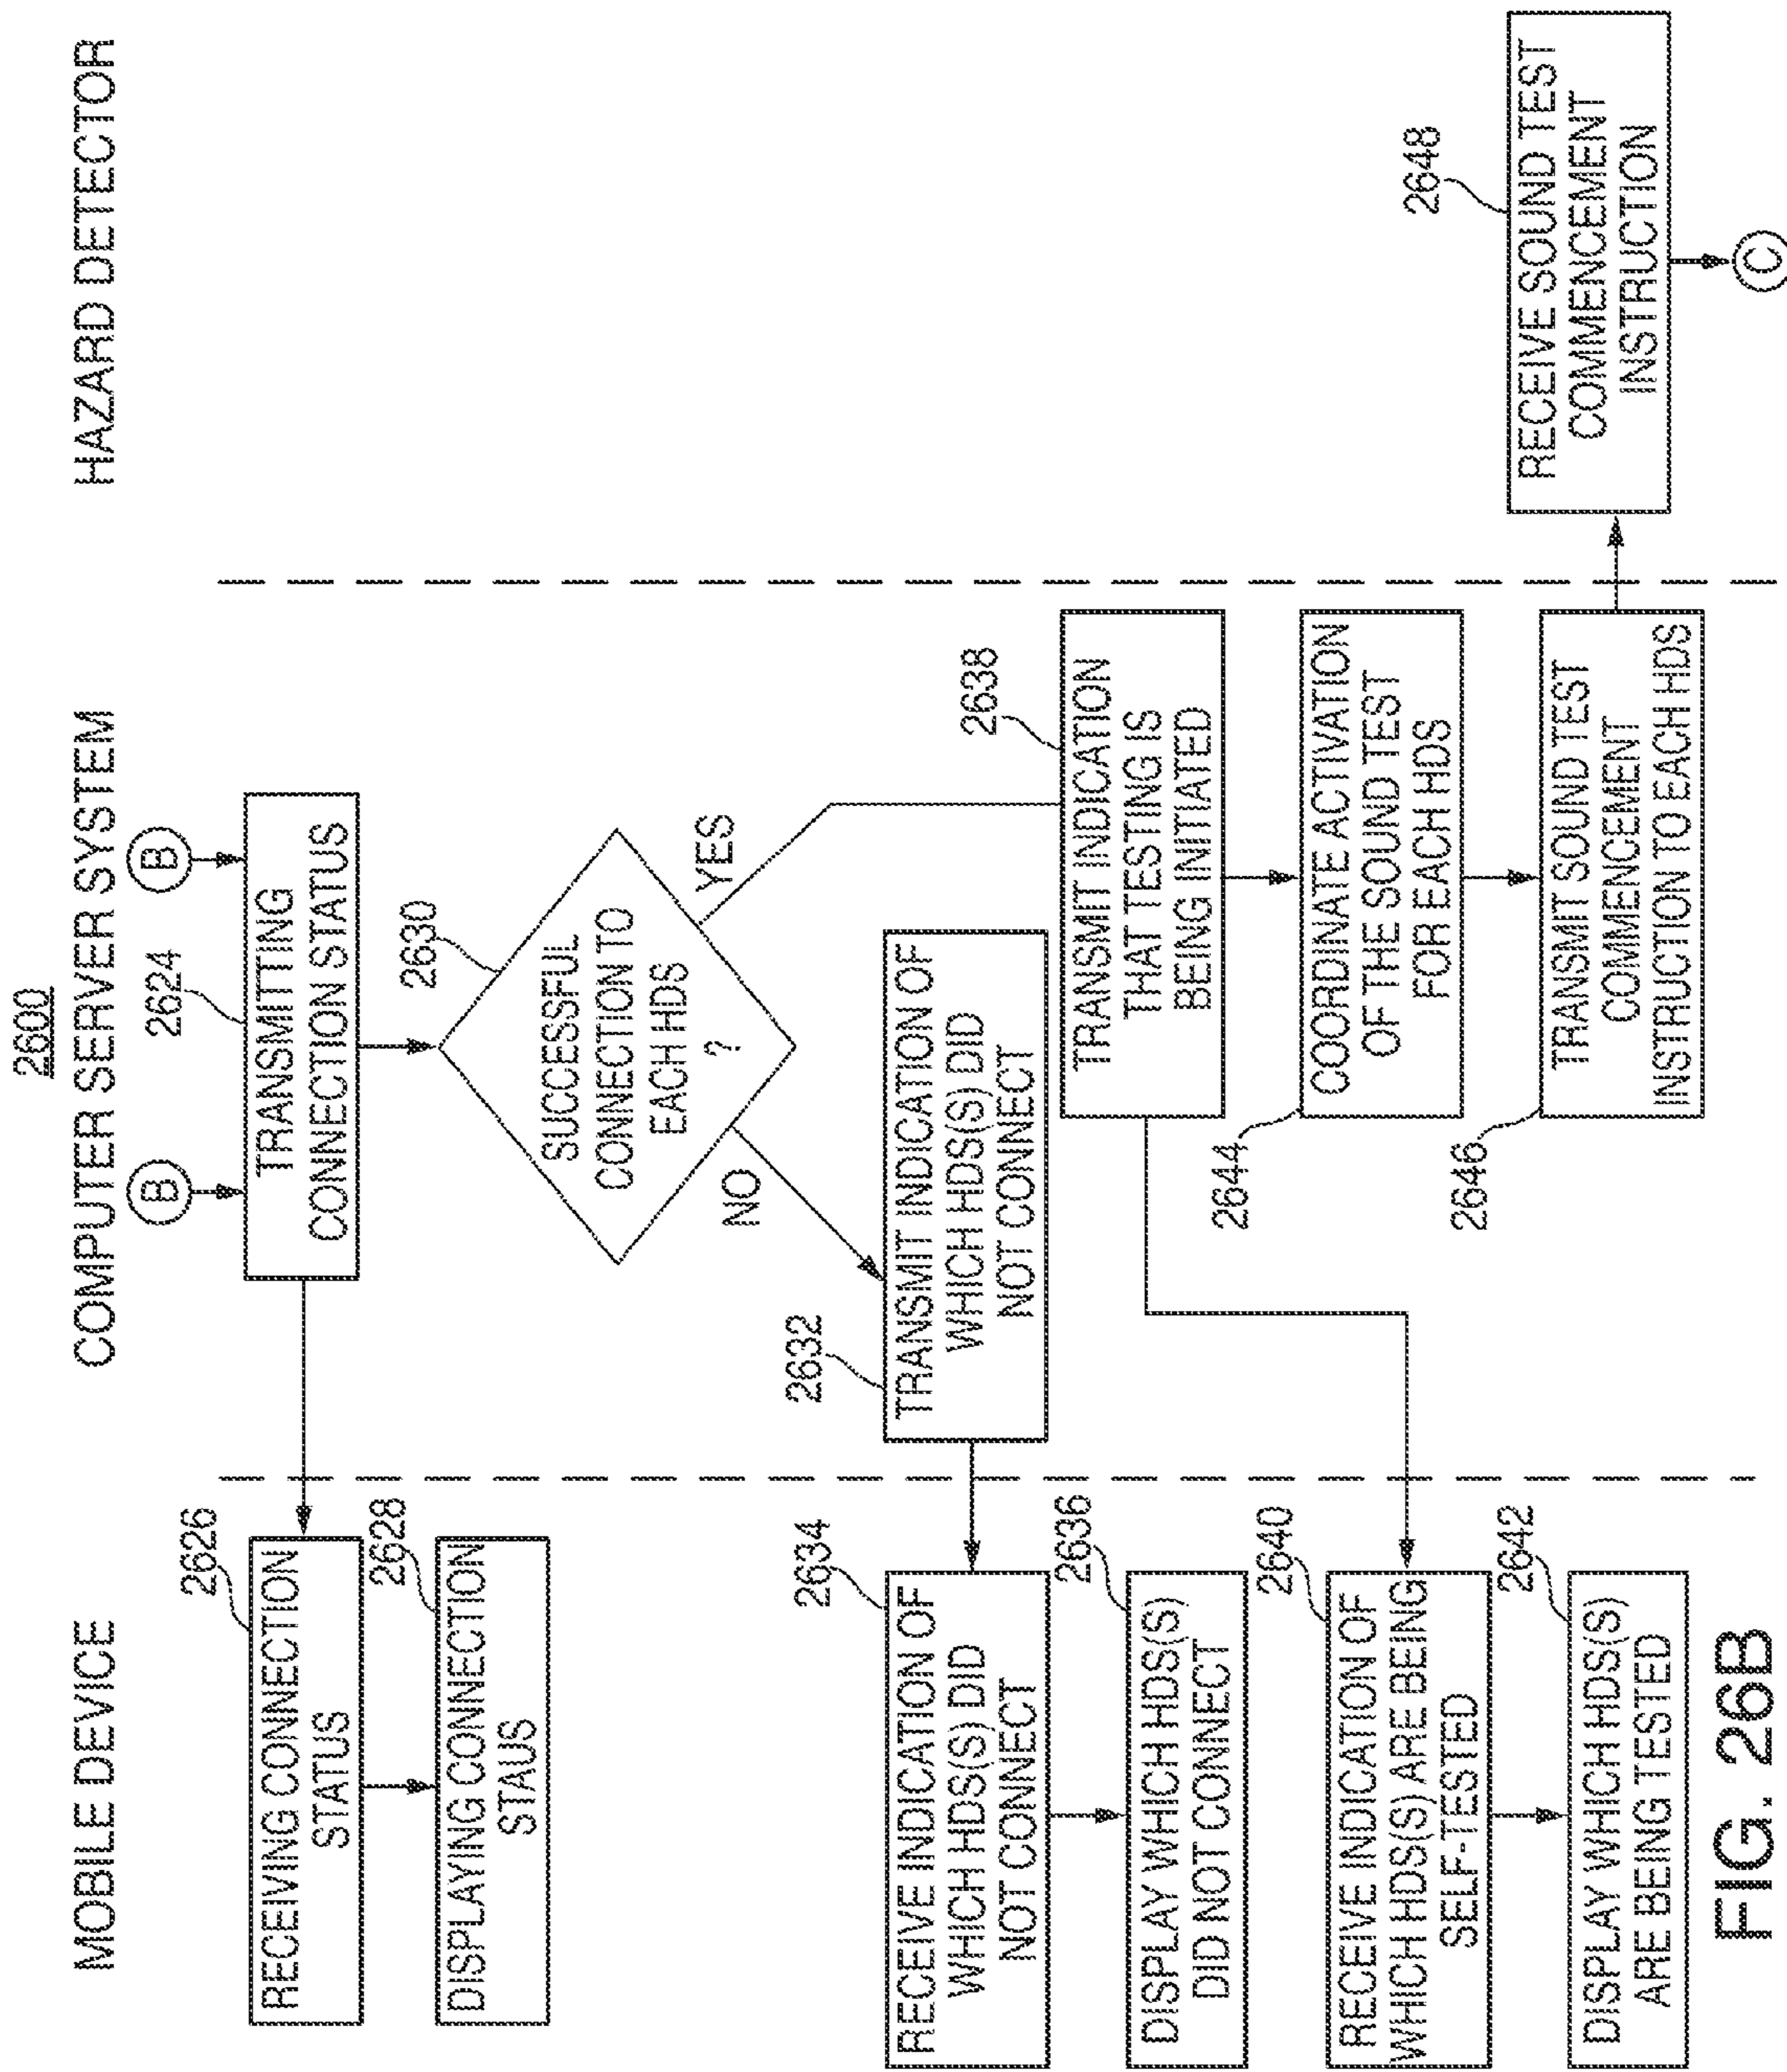 2600
MOBILE DEVICE
COMPUTER SERVER SYSTEM
HAZARD DETECTOR
B
B
2624
TRANSMITTING
CONNECTION STATUS
2626
RECEIVING CONNECTION
STATUS
2628
DISPLAYING CONNECTION
STAUS
2630
SUCCESSFUL
CONNECTION TO
EACH HDS
?
NO
YES
2632
TRANSMIT INDICATION OF
WHICH HDS(S) DID
NOT CONNECT
2634
RECEIVE INDICATION OF
WHICH HDS(S) DID
NOT CONNECT
2636
DISPLAY WHICH HDS(S)
DID NOT CONNECT
2638
TRANSMIT INDICATION
THAT TESTING IS
BEING INITIATED
2640
RECEIVE INDICATION OF
WHICH HDS(S) ARE BEING
SELF-TESTED
2642
DISPLAY WHICH HDS(S)
ARE BEING TESTED
2644
COORDINATE ACTIVATION
OF THE SOUND TEST
FOR EACH HDS
2646
TRANSMIT SOUND TEST
COMMENCEMENT
INSTRUCTION TO EACH HDS
2648
RECEIVE SOUND TEST
COMMENCEMENT
INSTRUCTION
C
FIG. 26B